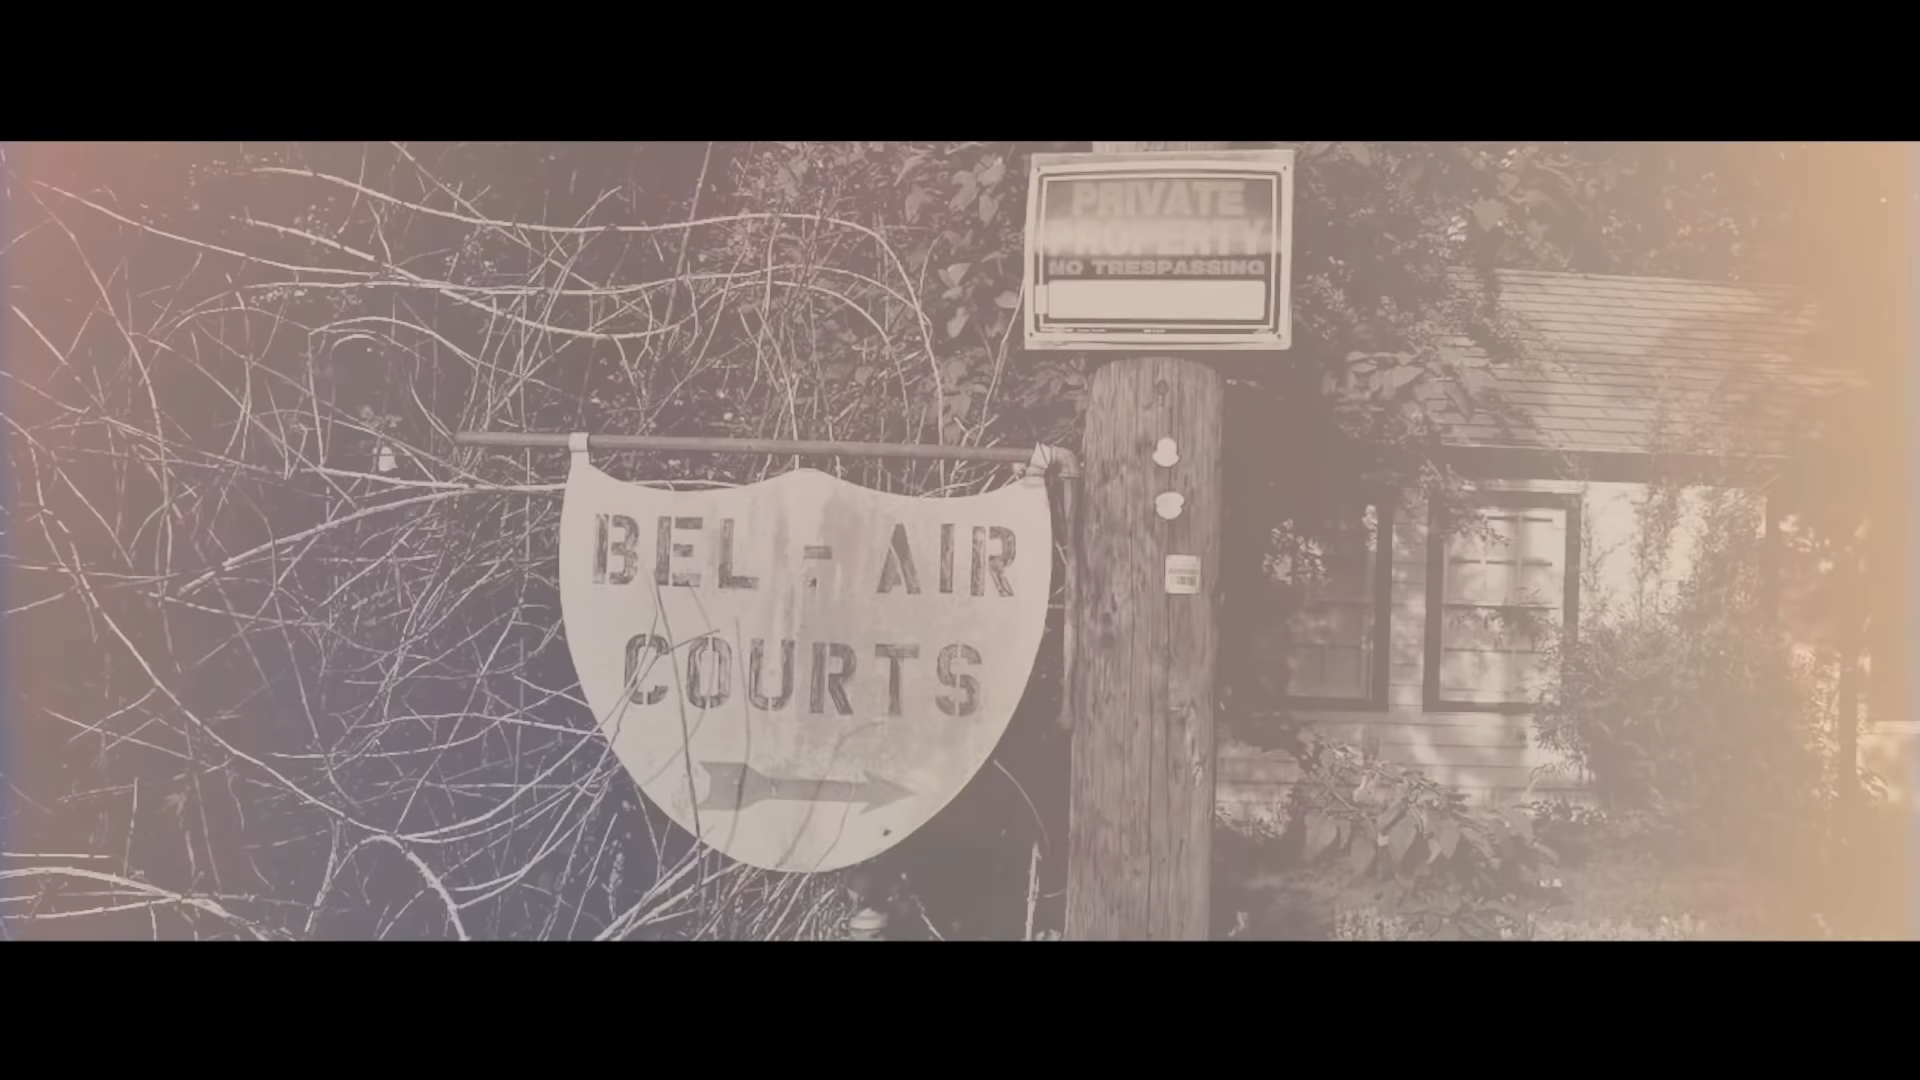 PRIVATE
PROPERTY
NO TRESPASSING
BEL - AIR
COURTS